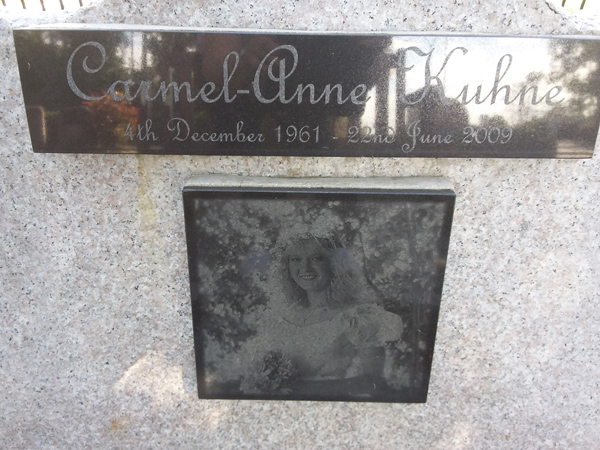 Carmel-Anne Kuhne
4th December 1961 - 22nd June 2009